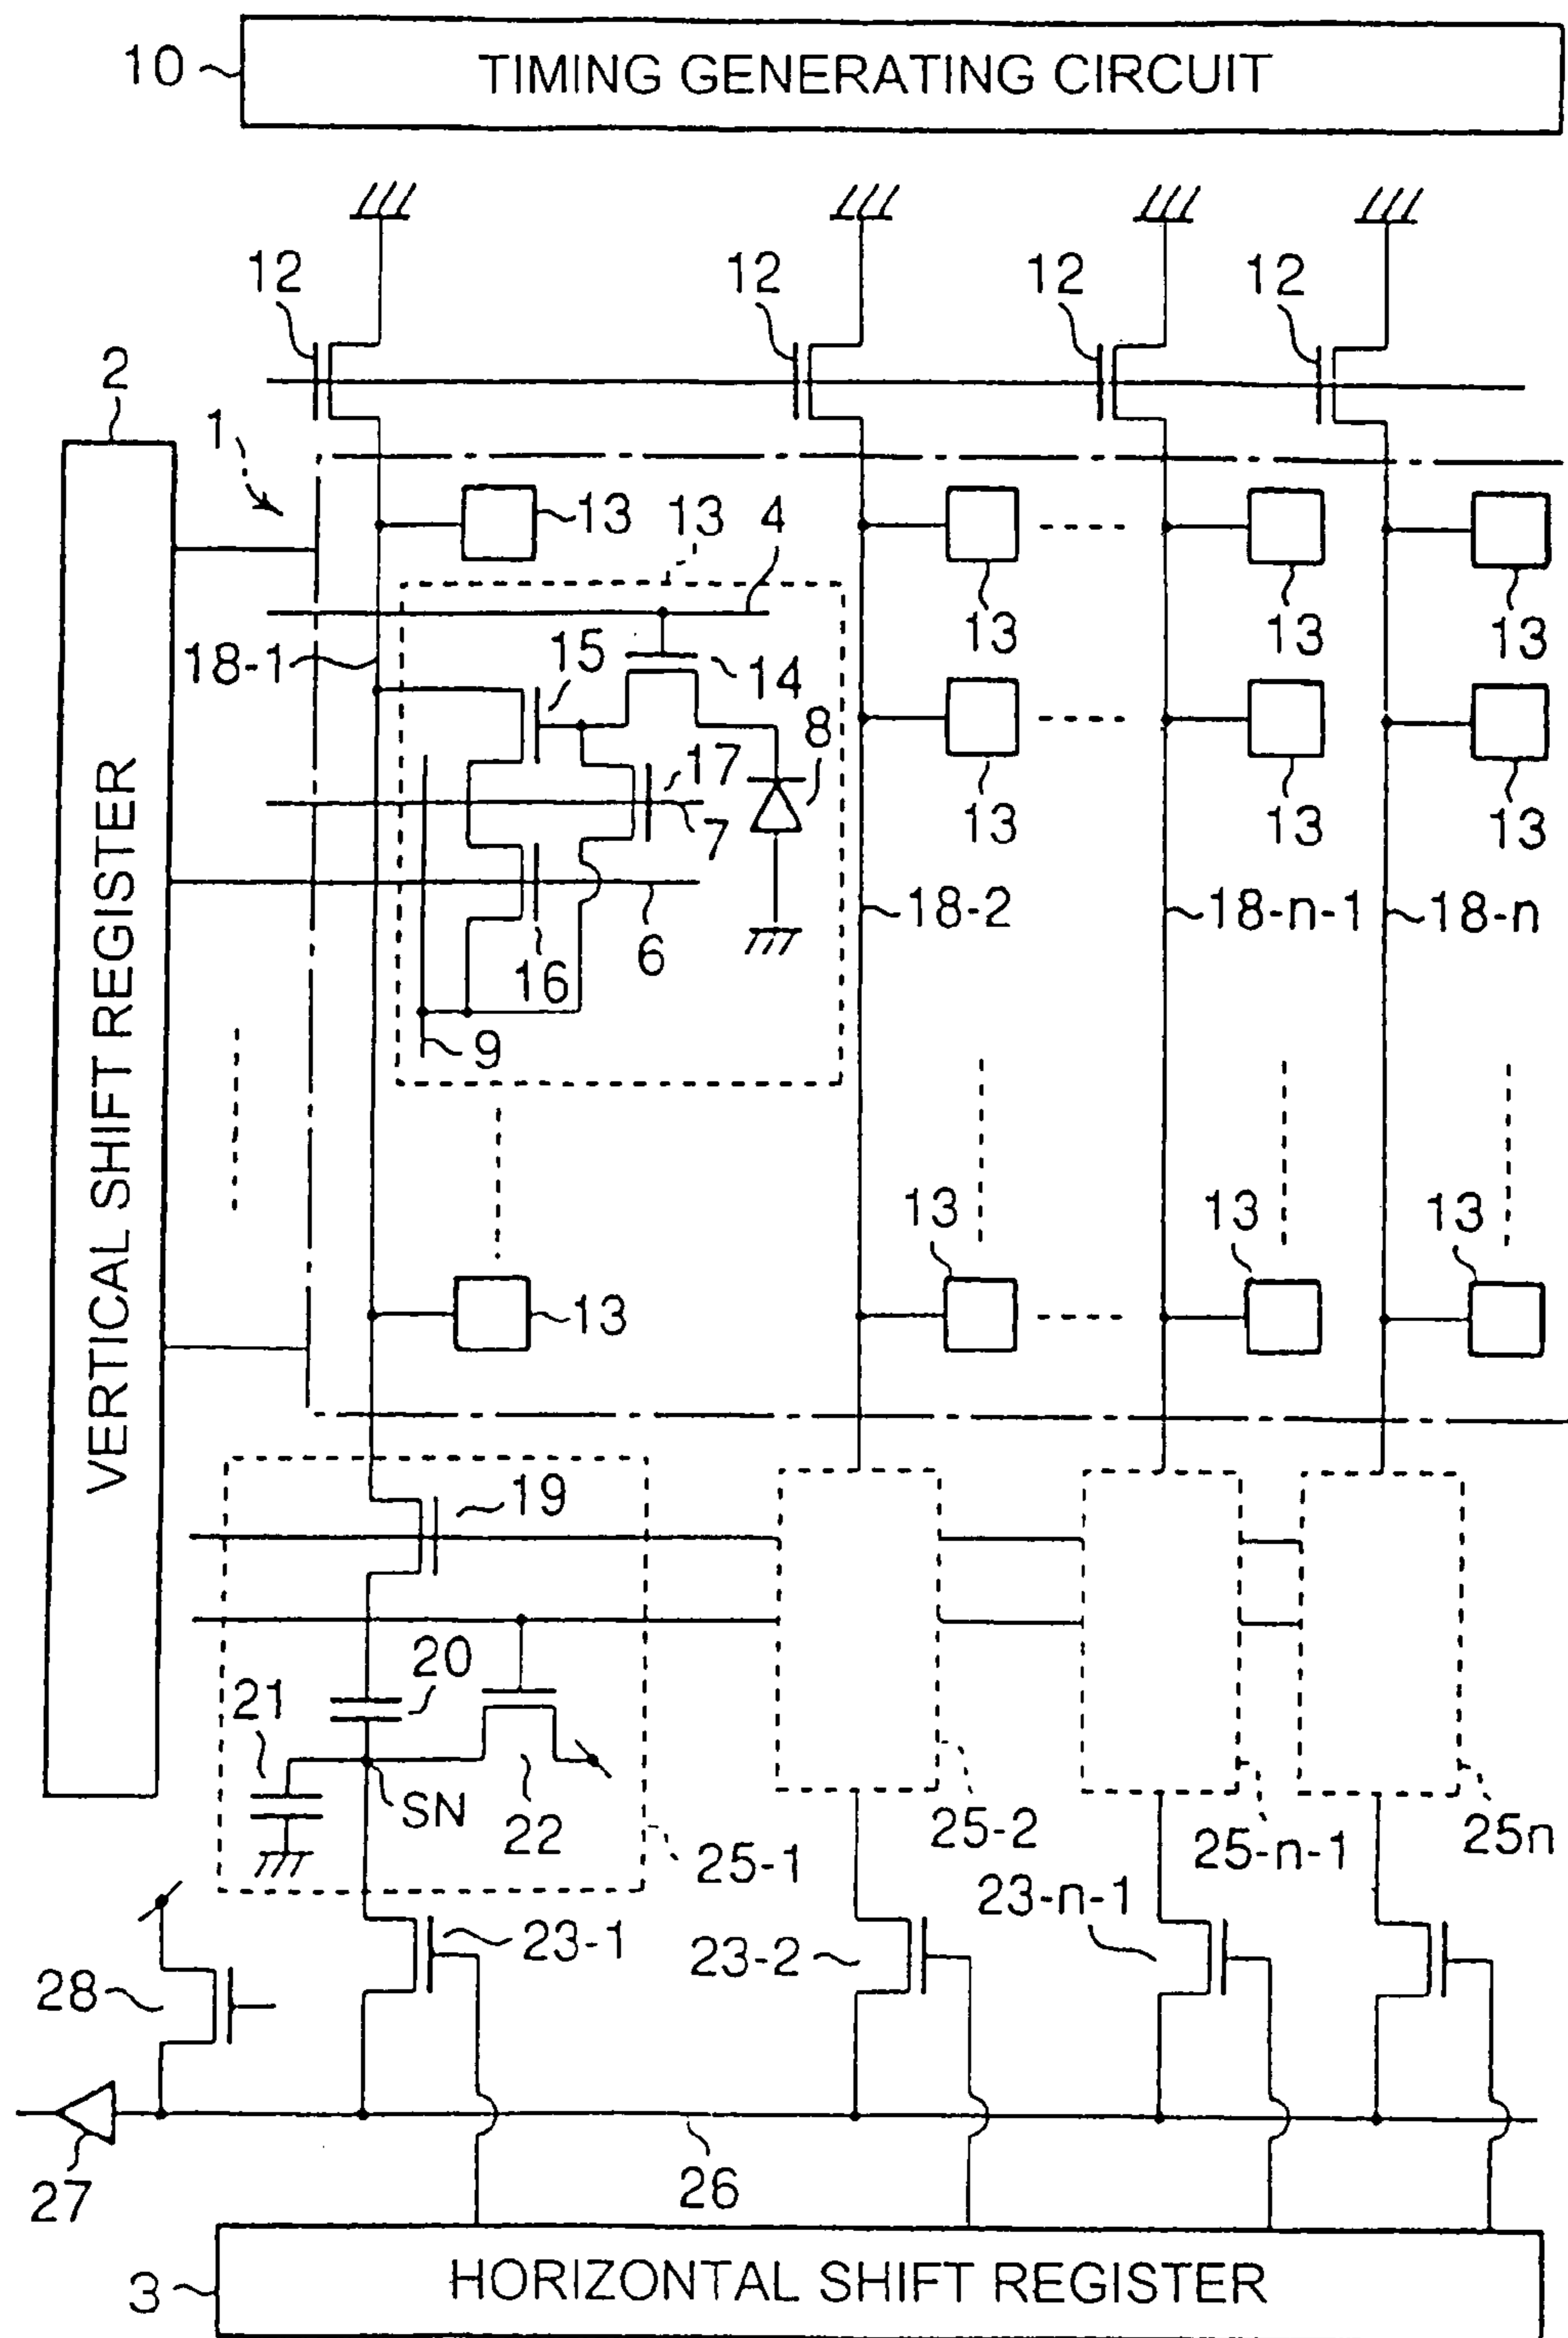 10 TIMING GENERATING CIRCUIT
12 12 12 12
2
1
VERTICAL SHIFT REGISTER
13 13 4
13 13 13
18-1 15 14
8
17
7
13 13 13
18-2 18-n-1 18-n
16 6
9
13 13 13
13
19
20
21
SN
22
25-1 25-2 25-n-1 25n
23-1 23-2 23-n-1
28
27
26
3 HORIZONTAL SHIFT REGISTER